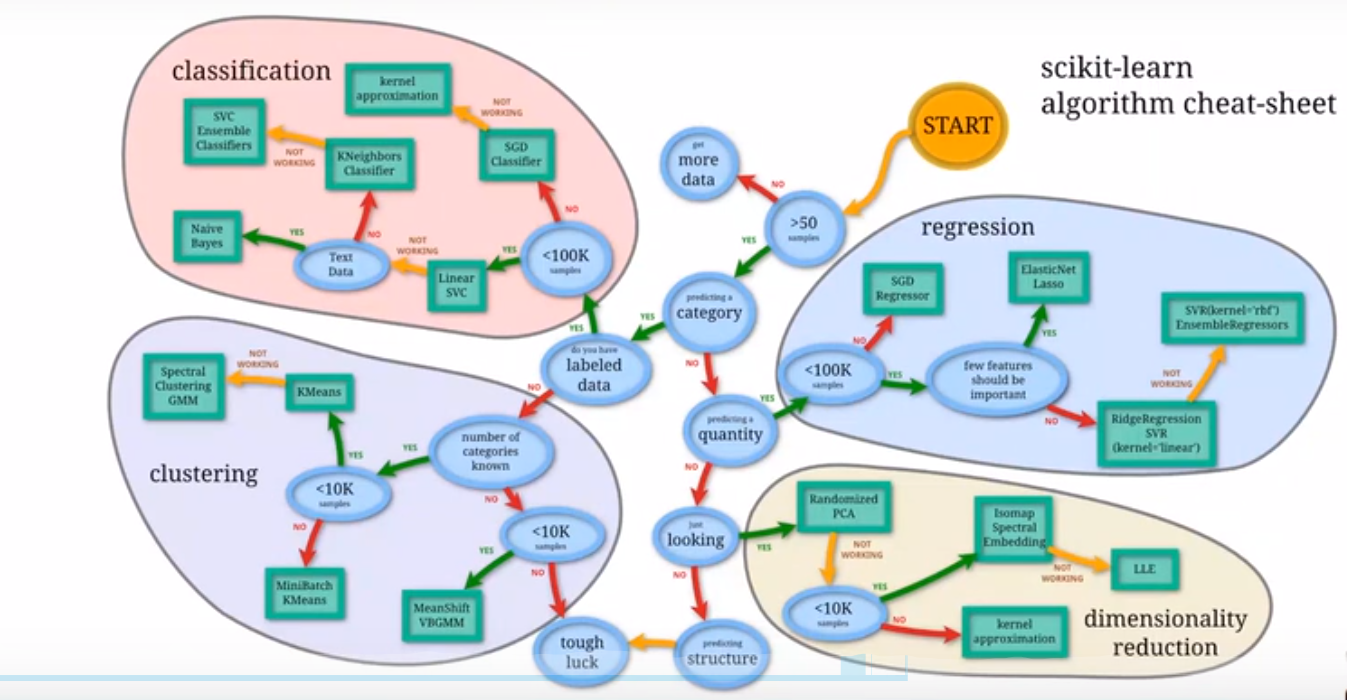 scikit-learn
algorithm cheat-sheet
START
classification
kernel
approximation
NOT
WORKING
SVC
Ensemble
Classifiers
NOT
WORKING
KNeighbors
Classifier
SGD
Classifier
NO
Naive
Bayes
YES
Text
Data
NO
NOT
WORKING
Linear
SVC
YES
<100K
samples
YES
get
more
data
NO
>50
samples
YES
predicting a
category
YES
NO
do you have
labeled
data
NO
predicting a
quantity
YES
NO
just
looking
YES
NO
predicting
structure
tough
luck
regression
SGD
Regressor
NO
<100K
samples
YES
few features
should be
important
YES
ElasticNet
Lasso
NO
RidgeRegression
SVR
(kernel='linear')
NOT
WORKING
SVR(kernel='rbf')
EnsembleRegressors
clustering
Spectral
Clustering
GMM
NOT
WORKING
KMeans
YES
number of
categories
known
YES
<10K
samples
NO
MiniBatch
KMeans
NO
<10K
samples
YES
MeanShift
VBGMM
NO
dimensionality
reduction
Randomized
PCA
NOT
WORKING
<10K
samples
YES
Isomap
Spectral
Embedding
NOT
WORKING
LLE
NO
kernel
approximation